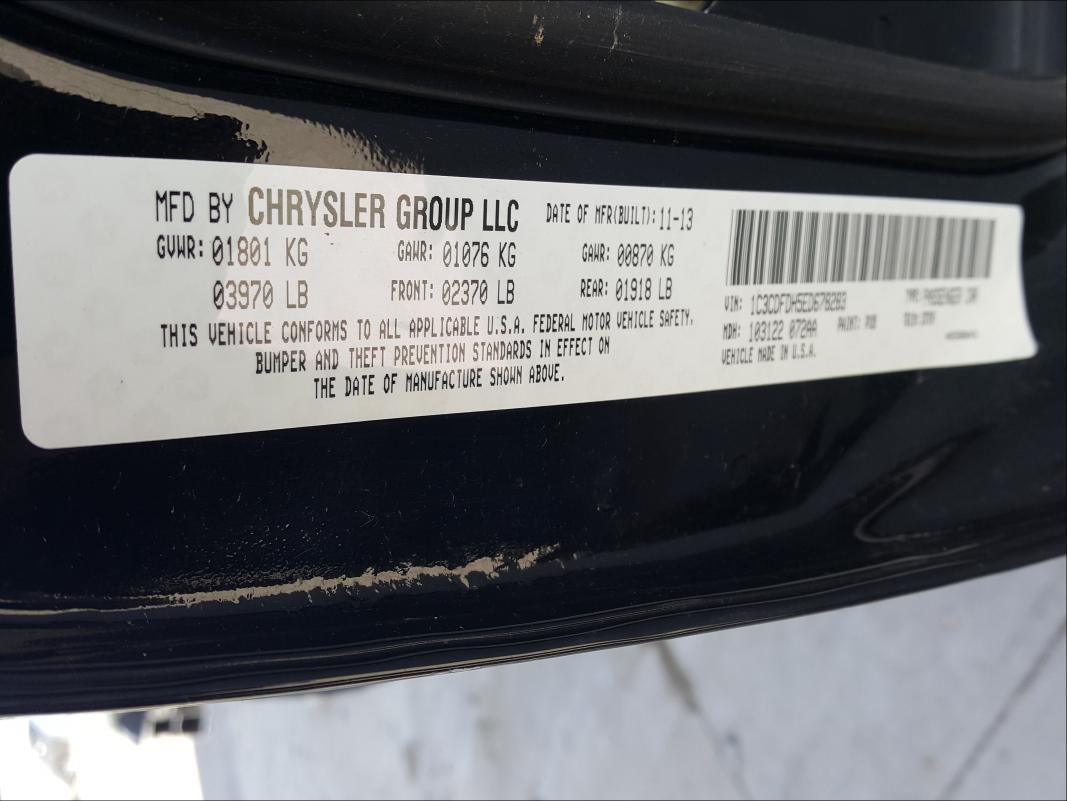 MFD BY CHRYSLER GROUP LLC DATE OF MFR(BUILT): 11-13
GVWR: 01801 KG GAWR: 01076 KG GAWR: 00870 KG
03970 LB FRONT: 02370 LB REAR: 01918 LB
THIS VEHICLE CONFORMS TO ALL APPLICABLE U.S.A. FEDERAL MOTOR VEHICLE SAFETY,
BUMPER AND THEFT PREVENTION STANDARDS IN EFFECT ON
THE DATE OF MANUFACTURE SHOWN ABOVE.
VIN: 1C3CDFDH5ED678283 TYPE: PASSENGER CAR
MDH: 103122 072AA PAINT:
VEHICLE MADE IN U.S.A.